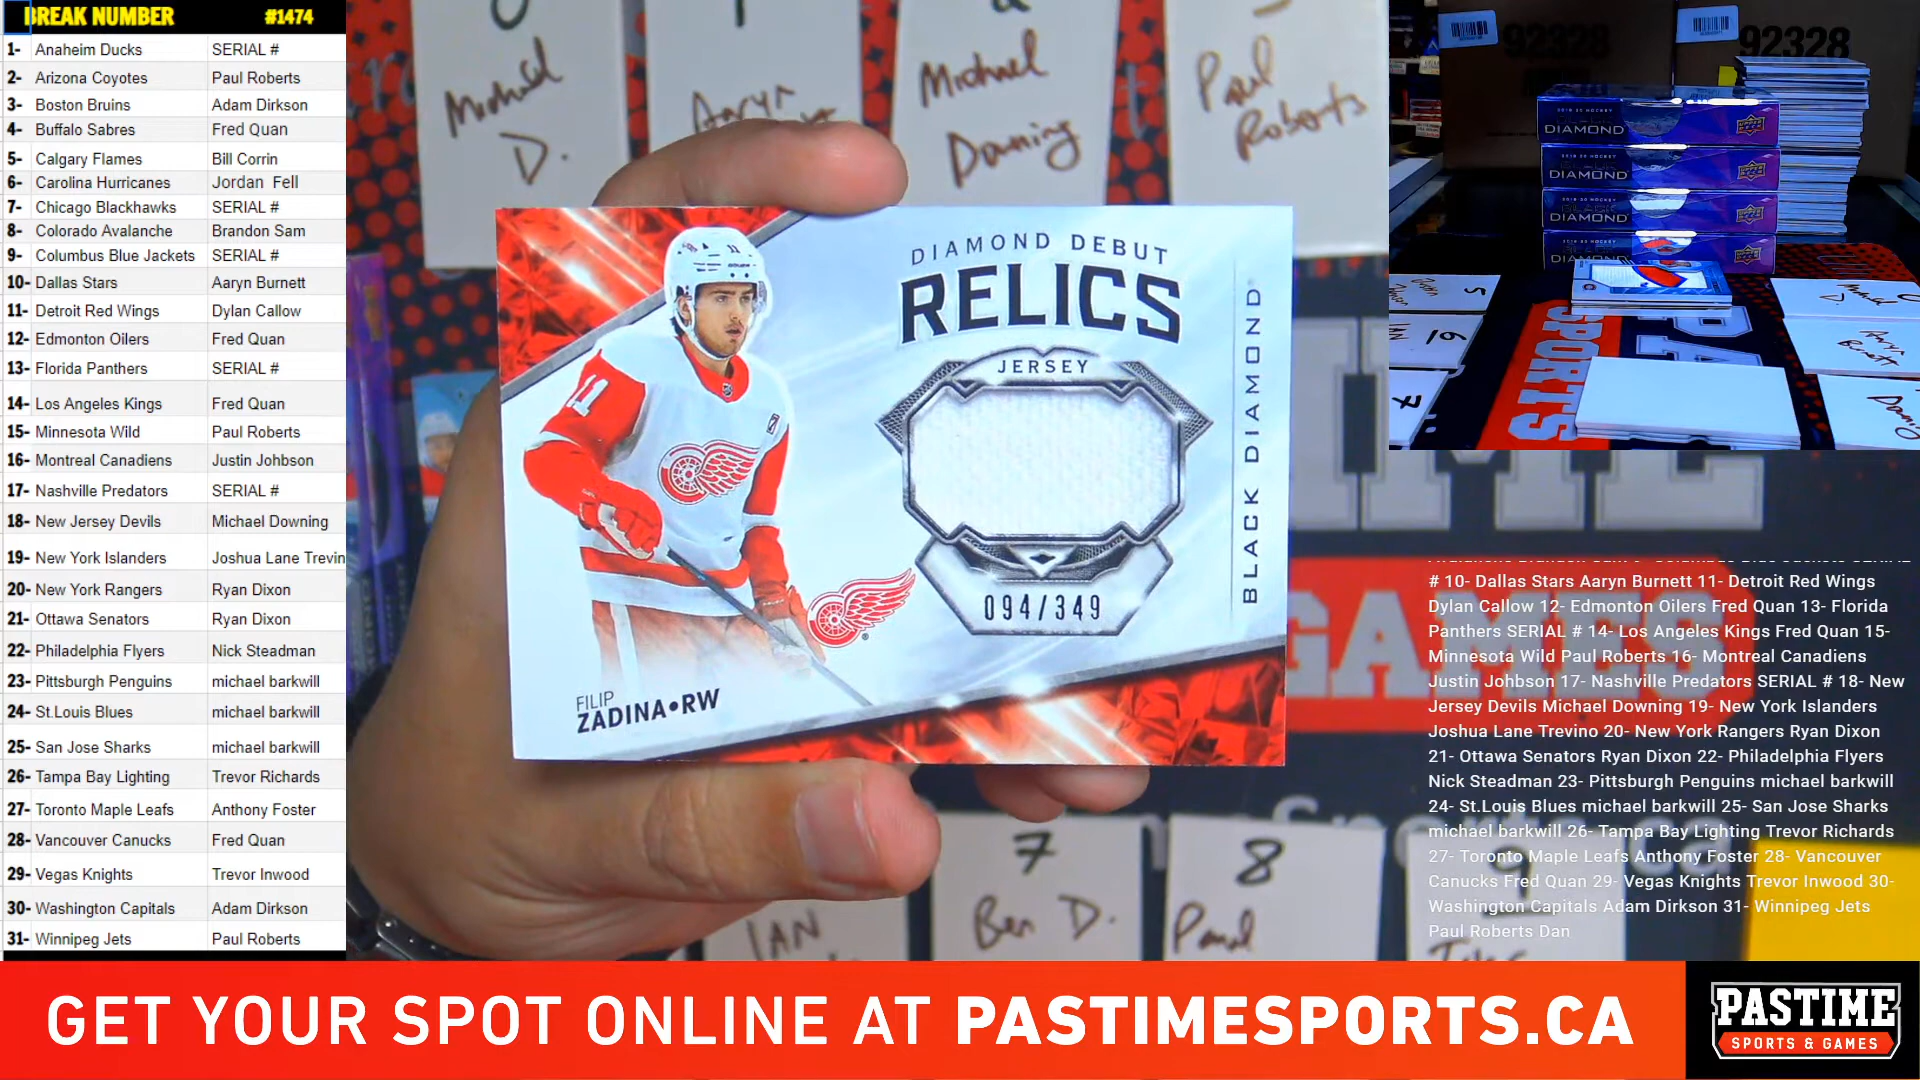 BREAK NUMBER #1474
1- Anaheim Ducks SERIAL #
2- Arizona Coyotes Paul Roberts
3- Boston Bruins Adam Dirkson
4- Buffalo Sabres Fred Quan
5- Calgary Flames Bill Corrin
6- Carolina Hurricanes Jordan Fell
7- Chicago Blackhawks SERIAL #
8- Colorado Avalanche Brandon Sam
9- Columbus Blue Jackets SERIAL #
10- Dallas Stars Aaryn Burnett
11- Detroit Red Wings Dylan Callow
12- Edmonton Oilers Fred Quan
13- Florida Panthers SERIAL #
14- Los Angeles Kings Fred Quan
15- Minnesota Wild Paul Roberts
16- Montreal Canadiens Justin Johbson
17- Nashville Predators SERIAL #
18- New Jersey Devils Michael Downing
19- New York Islanders Joshua Lane Trevin
20- New York Rangers Ryan Dixon
21- Ottawa Senators Ryan Dixon
22- Philadelphia Flyers Nick Steadman
23- Pittsburgh Penguins michael barkwill
24- St.Louis Blues michael barkwill
25- San Jose Sharks michael barkwill
26- Tampa Bay Lighting Trevor Richards
27- Toronto Maple Leafs Anthony Foster
28- Vancouver Canucks Fred Quan
29- Vegas Knights Trevor Inwood
30- Washington Capitals Adam Dirkson
31- Winnipeg Jets Paul Roberts
Michael
D.
Aaryn
Michael
Downing
Paul
Roberts
DIAMOND DEBUT
RELICS
JERSEY
BLACK DIAMOND
094/349
11
FILIP
ZADINA•RW
7
Ben D.
8
Paul
IAN
92328
92328
BLACK
DIAMOND
DIAMOND
DIAMOND
DIAMOND
SPORTS
GAMES
# 10- Dallas Stars Aaryn Burnett 11- Detroit Red Wings
Dylan Callow 12- Edmonton Oilers Fred Quan 13- Florida
Panthers SERIAL # 14- Los Angeles Kings Fred Quan 15-
Minnesota Wild Paul Roberts 16- Montreal Canadiens
Justin Johbson 17- Nashville Predators SERIAL # 18- New
Jersey Devils Michael Downing 19- New York Islanders
Joshua Lane Trevino 20- New York Rangers Ryan Dixon
21- Ottawa Senators Ryan Dixon 22- Philadelphia Flyers
Nick Steadman 23- Pittsburgh Penguins michael barkwill
24- St.Louis Blues michael barkwill 25- San Jose Sharks
michael barkwill 26- Tampa Bay Lighting Trevor Richards
27- Toronto Maple Leafs Anthony Foster 28- Vancouver
Canucks Fred Quan 29- Vegas Knights Trevor Inwood 30-
Washington Capitals Adam Dirkson 31- Winnipeg Jets
Paul Roberts Dan
GET YOUR SPOT ONLINE AT PASTIMESPORTS.CA
PASTIME
SPORTS & GAMES